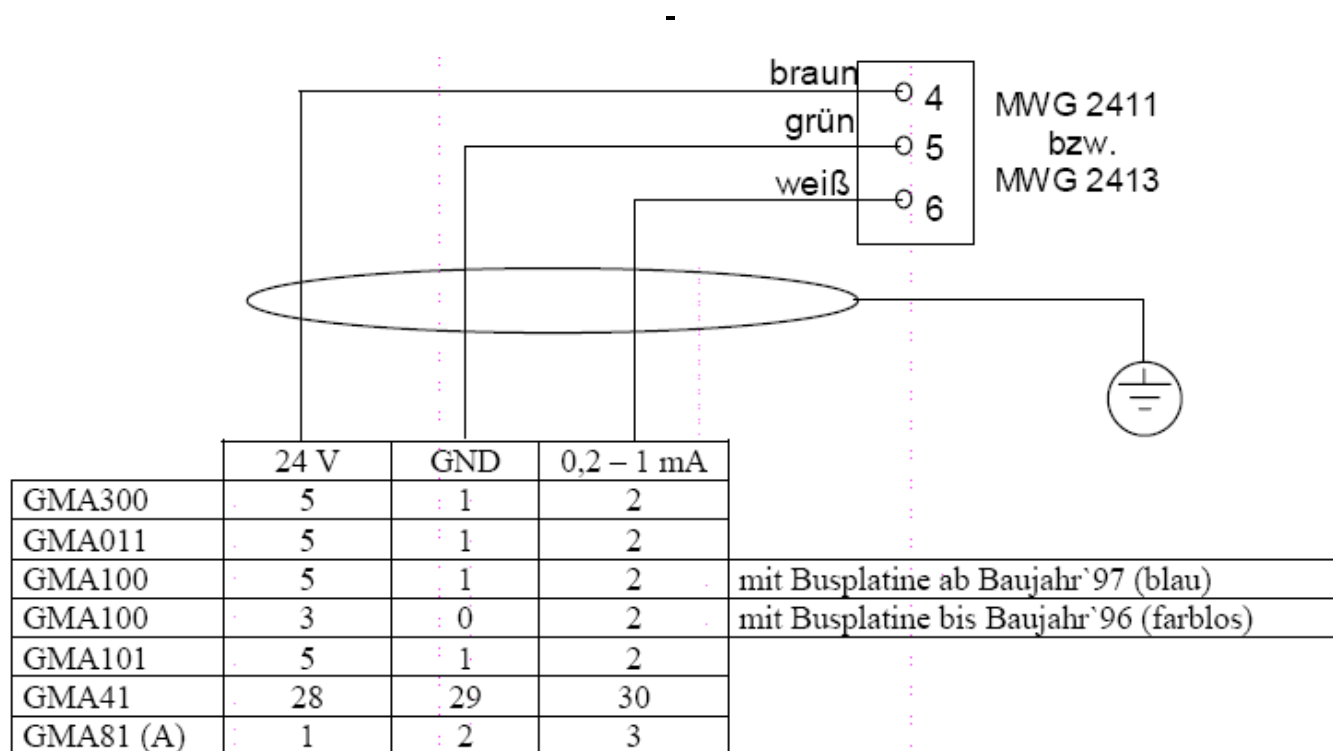 -
braun
4
MWG 2411
grün
5
bzw.
weiß
6
MWG 2413
24 V GND 0,2 – 1 mA
GMA300 5 1 2
GMA011 5 1 2
GMA100 5 1 2 mit Busplatine ab Baujahr`97 (blau)
GMA100 3 0 2 mit Busplatine bis Baujahr`96 (farblos)
GMA101 5 1 2
GMA41 28 29 30
GMA81 (A) 1 2 3